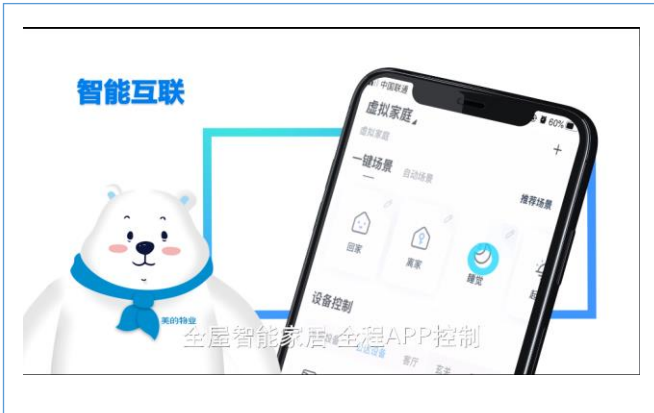 智能互联
中国联通
60%
虚拟家庭
虚拟家庭
+
一键场景 自动场景
推荐场景
回家
离家
睡觉
设备控制
客厅
美的物业
全屋智能家居 全程APP控制